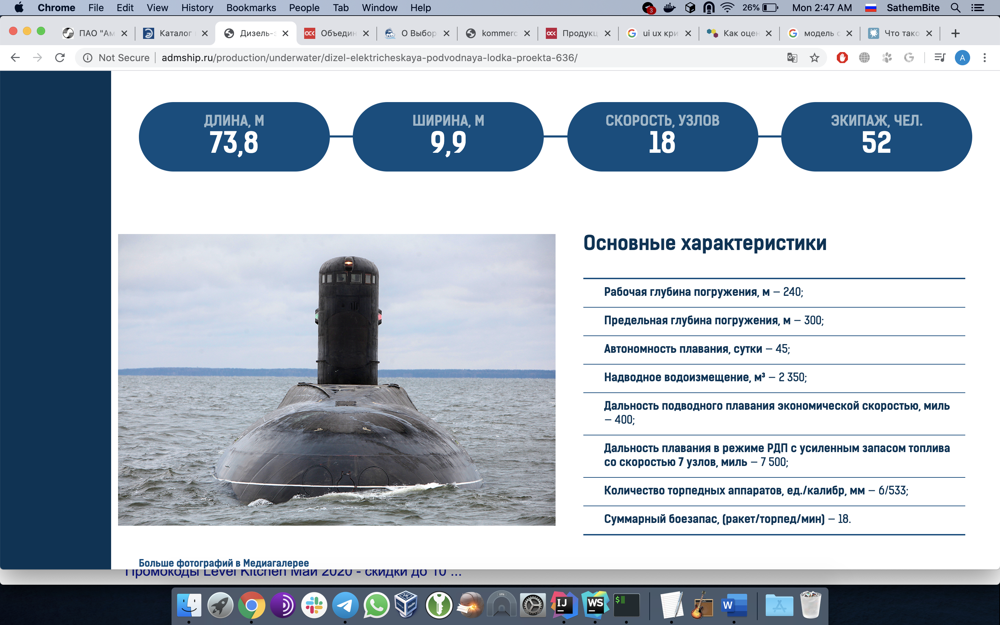 Chrome File Edit View History Bookmarks People Tab Window Help 3 26% Mon 2:47 AM SathemBite
ПАО "Ам Каталог Дизель-э ОСК Объедин О Выбор kommerc ОСК Продукц ui ux кри Как оцен модель с Что тако
Not Secure admship.ru/production/underwater/dizel-elektricheskaya-podvodnaya-lodka-proekta-636/ A
ДЛИНА, М
73,8
ШИРИНА, М
9,9
СКОРОСТЬ, УЗЛОВ
18
ЭКИПАЖ, ЧЕЛ.
52
Основные характеристики
Рабочая глубина погружения, м – 240;
Предельная глубина погружения, м – 300;
Автономность плавания, сутки – 45;
Надводное водоизмещение, м³ – 2 350;
Дальность подводного плавания экономической скоростью, миль
– 400;
Дальность плавания в режиме РДП с усиленным запасом топлива
со скоростью 7 узлов, миль – 7 500;
Количество торпедных аппаратов, ед./калибр, мм – 6/533;
Суммарный боезапас, (ракет/торпед/мин) – 18.
Больше фотографий в Медиагалерее
Промокоды Level Kitchen Май 2020 - скидки до 10 ...
VPN IJ WS $ W